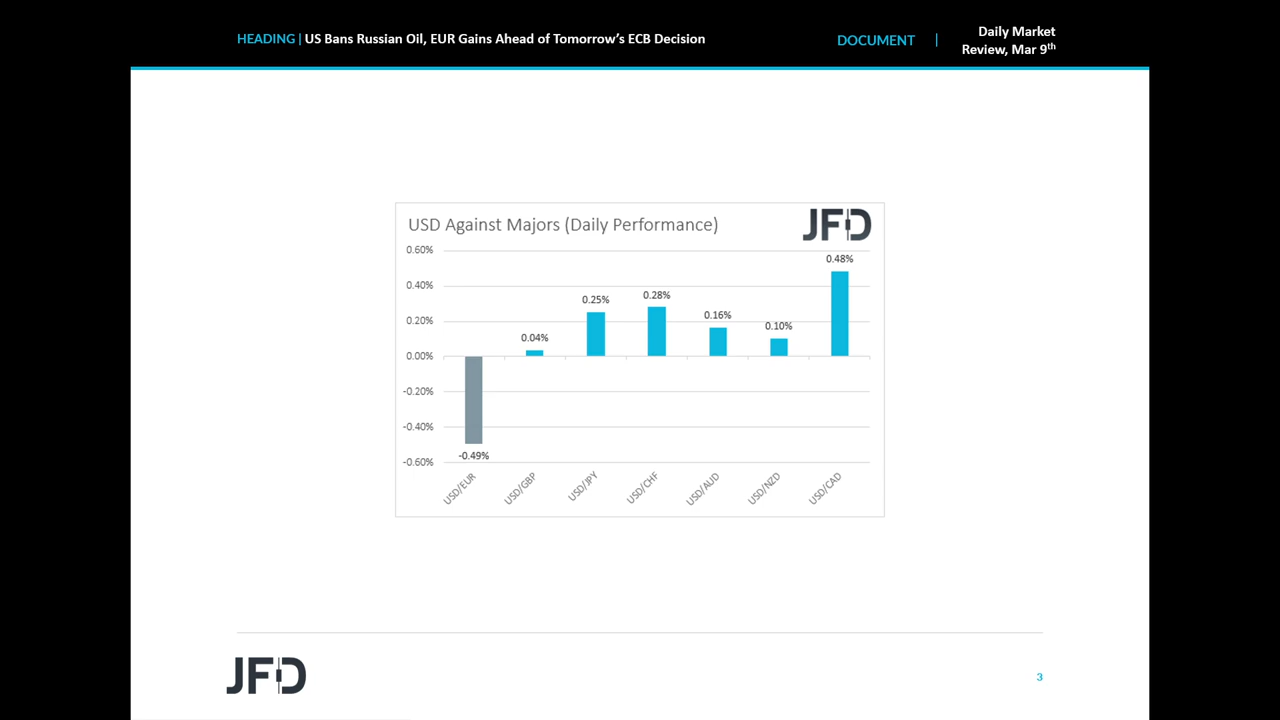 HEADING | US Bans Russian Oil, EUR Gains Ahead of Tomorrow’s ECB Decision
DOCUMENT |
Daily Market
Review, Mar 9th
USD Against Majors (Daily Performance)
JFD
0.60%
0.40%
0.20%
0.00%
-0.20%
-0.40%
-0.60%
-0.49%
0.04%
0.25%
0.28%
0.16%
0.10%
0.48%
USD/EUR
USD/GBP
USD/JPY
USD/CHF
USD/AUD
USD/NZD
USD/CAD
JFD
3